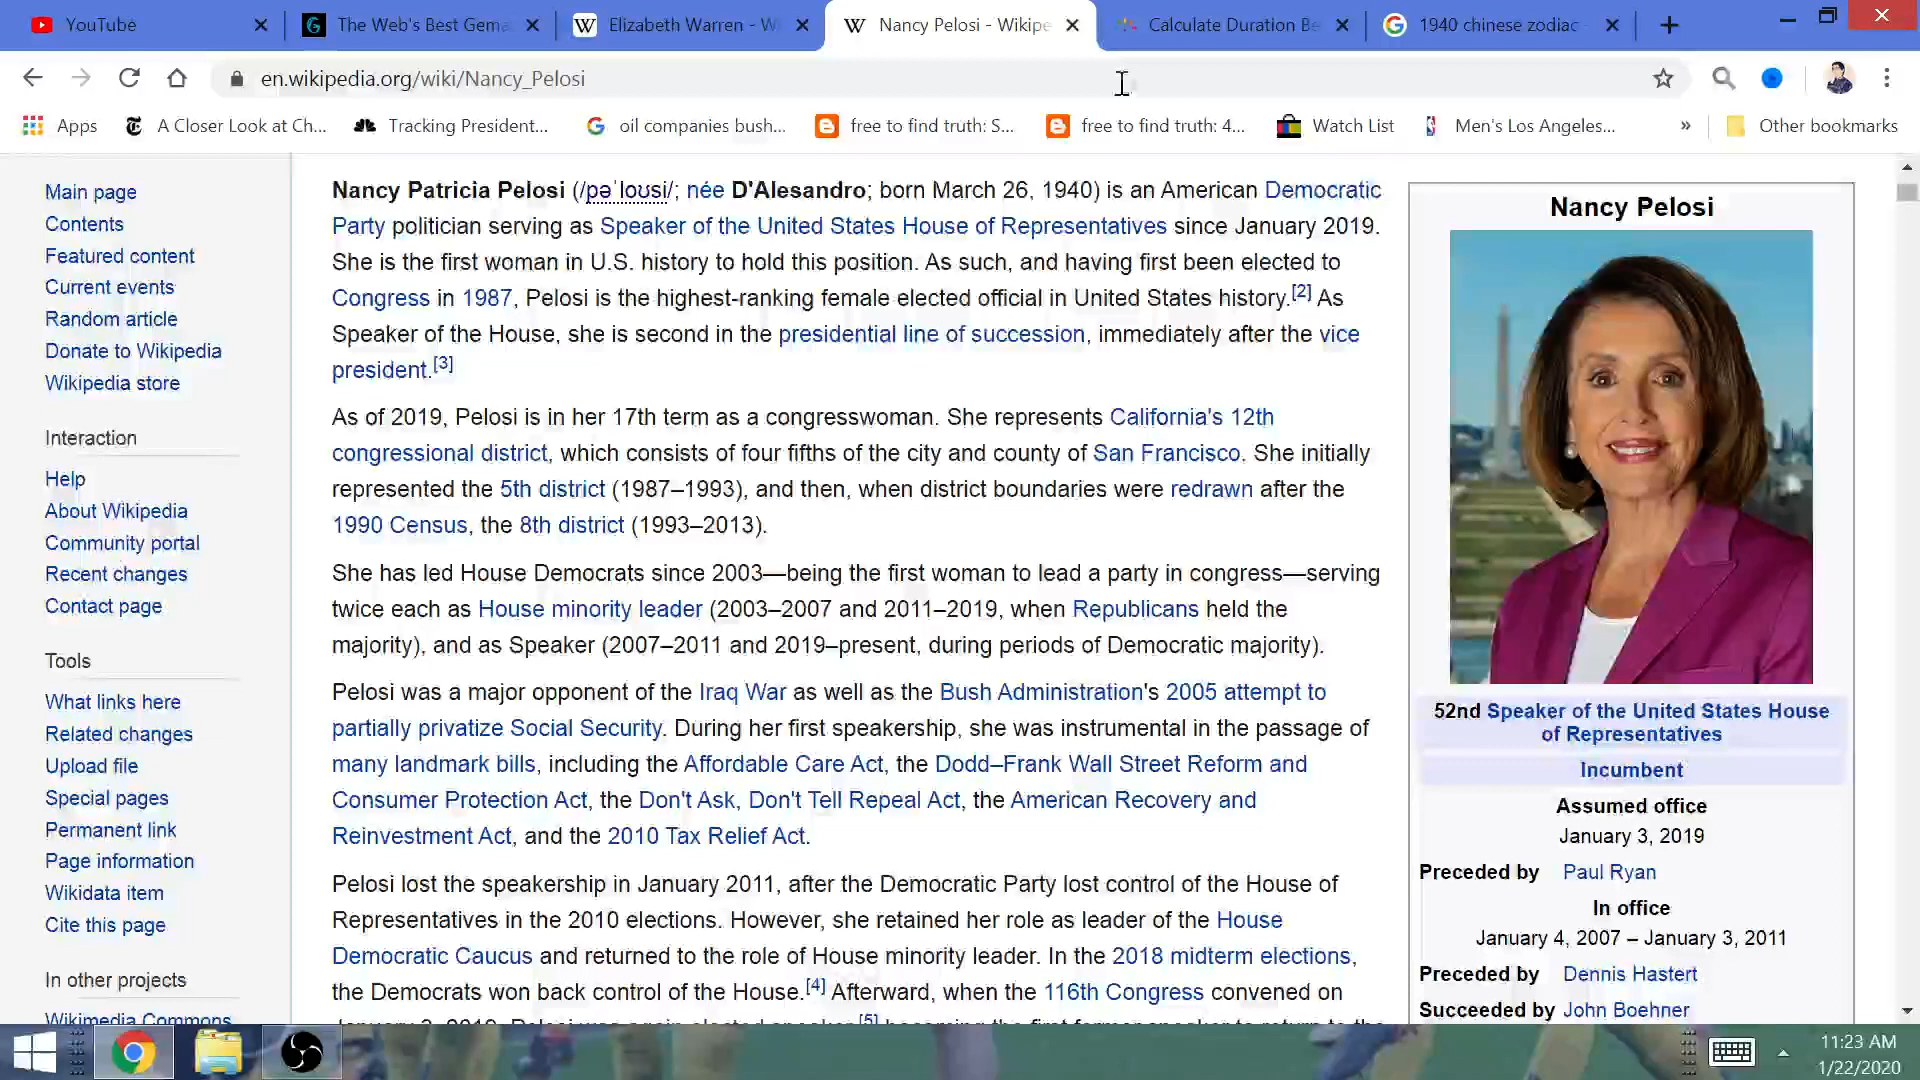 YouTube
The Web's Best Gema
Elizabeth Warren - W
Nancy Pelosi - Wikipe
Calculate Duration Be
1940 chinese zodiac
en.wikipedia.org/wiki/Nancy_Pelosi
Apps
A Closer Look at Ch...
Tracking President...
oil companies bush...
free to find truth: S...
free to find truth: 4...
Watch List
Men's Los Angeles...
»
Other bookmarks
Main page
Contents
Featured content
Current events
Random article
Donate to Wikipedia
Wikipedia store
Interaction
Help
About Wikipedia
Community portal
Recent changes
Contact page
Tools
What links here
Related changes
Upload file
Special pages
Permanent link
Page information
Wikidata item
Cite this page
In other projects
Wikimedia Commons
Nancy Patricia Pelosi (/pəˈloʊsi/; née D'Alesandro; born March 26, 1940) is an American Democratic
Party politician serving as Speaker of the United States House of Representatives since January 2019.
She is the first woman in U.S. history to hold this position. As such, and having first been elected to
Congress in 1987, Pelosi is the highest-ranking female elected official in United States history.[2] As
Speaker of the House, she is second in the presidential line of succession, immediately after the vice
president.[3]
As of 2019, Pelosi is in her 17th term as a congresswoman. She represents California's 12th
congressional district, which consists of four fifths of the city and county of San Francisco. She initially
represented the 5th district (1987–1993), and then, when district boundaries were redrawn after the
1990 Census, the 8th district (1993–2013).
She has led House Democrats since 2003—being the first woman to lead a party in congress—serving
twice each as House minority leader (2003–2007 and 2011–2019, when Republicans held the
majority), and as Speaker (2007–2011 and 2019–present, during periods of Democratic majority).
Pelosi was a major opponent of the Iraq War as well as the Bush Administration's 2005 attempt to
partially privatize Social Security. During her first speakership, she was instrumental in the passage of
many landmark bills, including the Affordable Care Act, the Dodd–Frank Wall Street Reform and
Consumer Protection Act, the Don't Ask, Don't Tell Repeal Act, the American Recovery and
Reinvestment Act, and the 2010 Tax Relief Act.
Pelosi lost the speakership in January 2011, after the Democratic Party lost control of the House of
Representatives in the 2010 elections. However, she retained her role as leader of the House
Democratic Caucus and returned to the role of House minority leader. In the 2018 midterm elections,
the Democrats won back control of the House.[4] Afterward, when the 116th Congress convened on
Nancy Pelosi
52nd Speaker of the United States House
of Representatives
Incumbent
Assumed office
January 3, 2019
Preceded by Paul Ryan
In office
January 4, 2007 – January 3, 2011
Preceded by Dennis Hastert
Succeeded by John Boehner
11:23 AM
1/22/2020